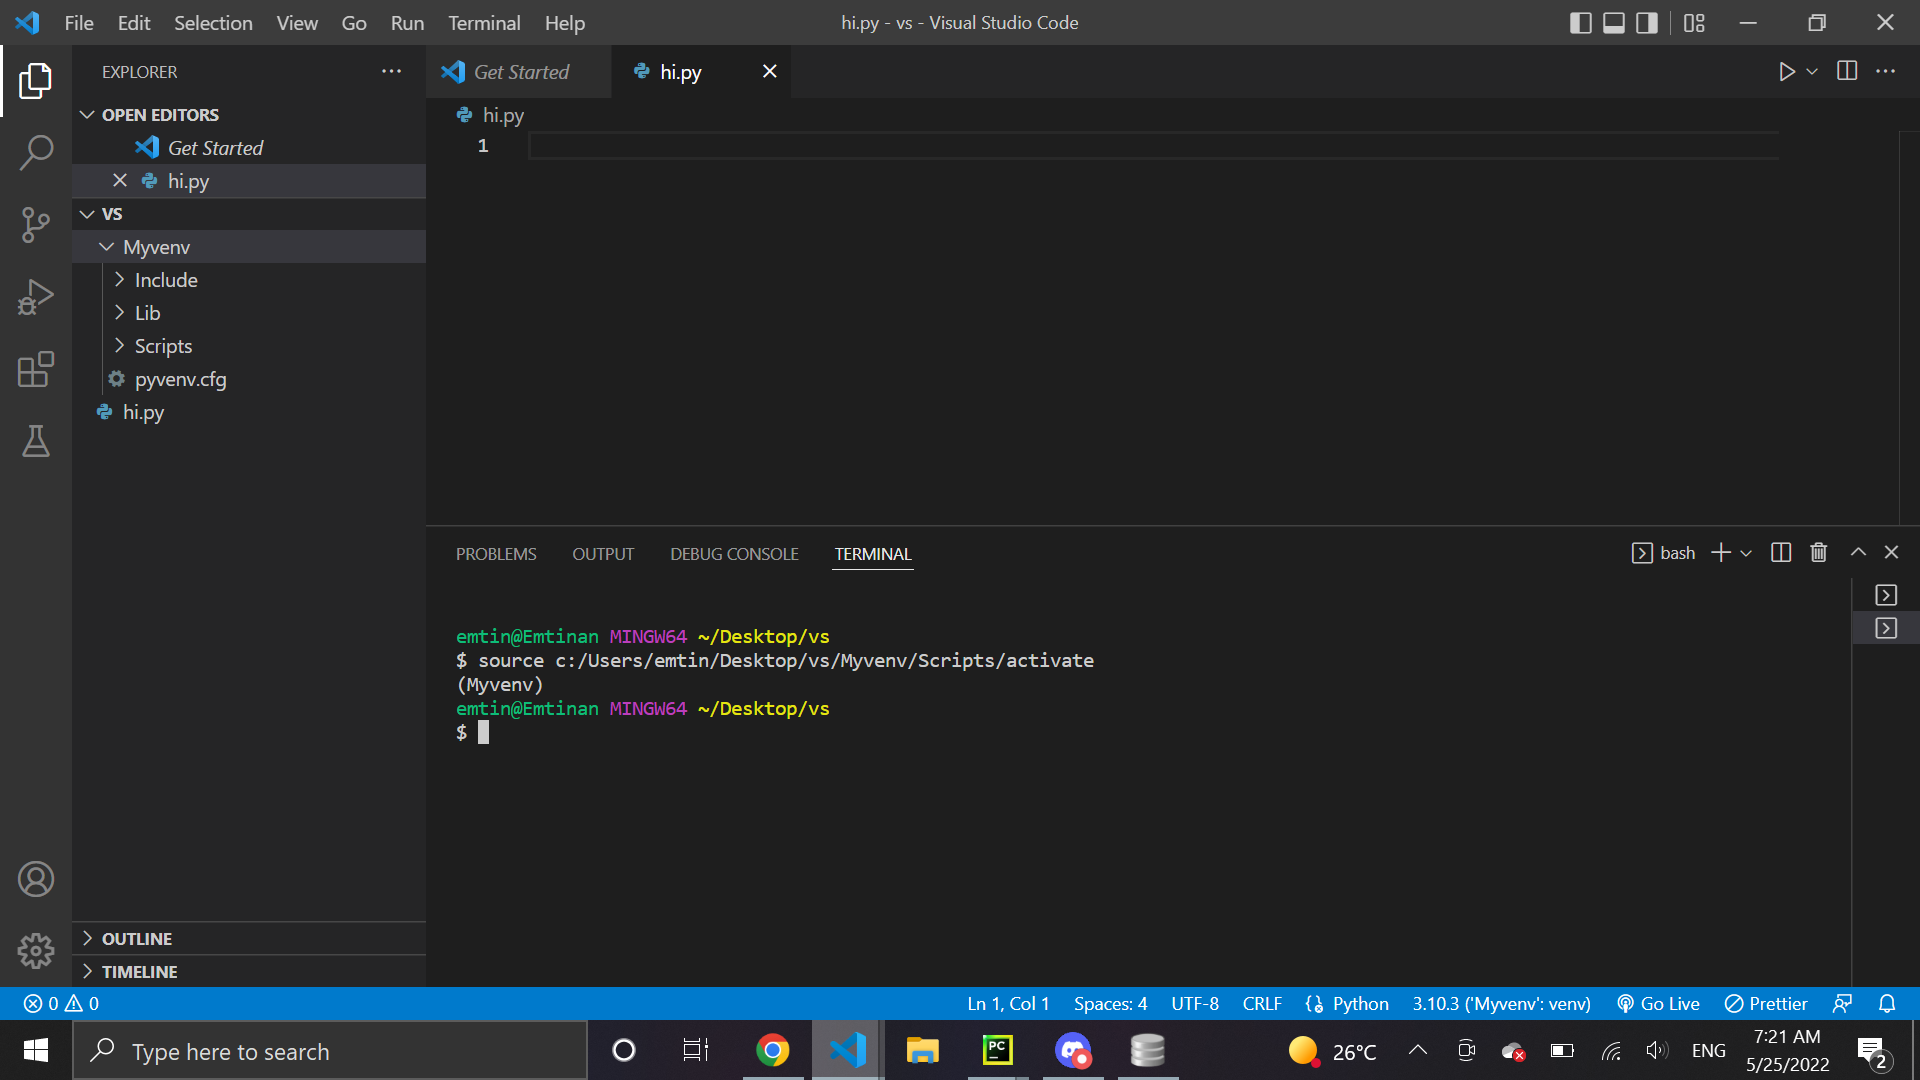 File Edit Selection View Go Run Terminal Help
hi.py - vs - Visual Studio Code
EXPLORER
OPEN EDITORS
Get Started
hi.py
VS
Myvenv
Include
Lib
Scripts
pyvenv.cfg
hi.py
OUTLINE
TIMELINE
Get Started
hi.py
hi.py
1
PROBLEMS OUTPUT DEBUG CONSOLE TERMINAL
bash
emtin@Emtinan MINGW64 ~/Desktop/vs
$ source c:/Users/emtin/Desktop/vs/Myvenv/Scripts/activate
(Myvenv)
emtin@Emtinan MINGW64 ~/Desktop/vs
$
0 0
Ln 1, Col 1 Spaces: 4 UTF-8 CRLF Python 3.10.3 ('Myvenv': venv) Go Live Prettier
Type here to search
PC
26°C
ENG
7:21 AM
5/25/2022
2